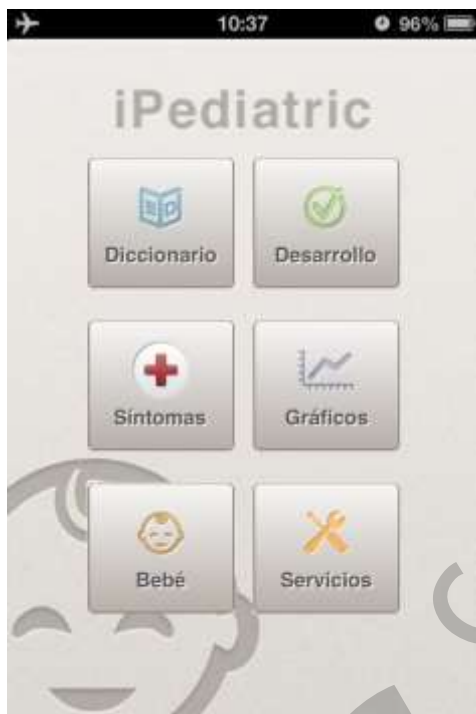 10:37 96%
iPediatric
Diccionario Desarrollo
Síntomas Gráficos
Bebé Servicios